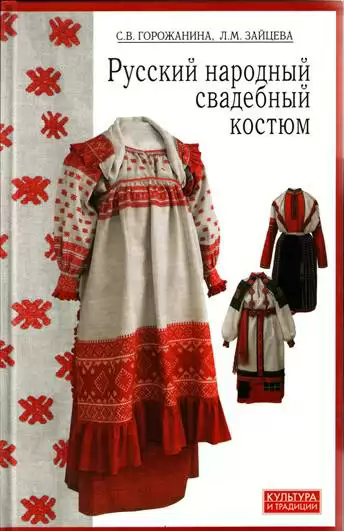 С.В. ГОРОЖАНИНА, Л.М. ЗАЙЦЕВА
Русский народный
свадебный
костюм
КУЛЬТУРА
И ТРАДИЦИИ